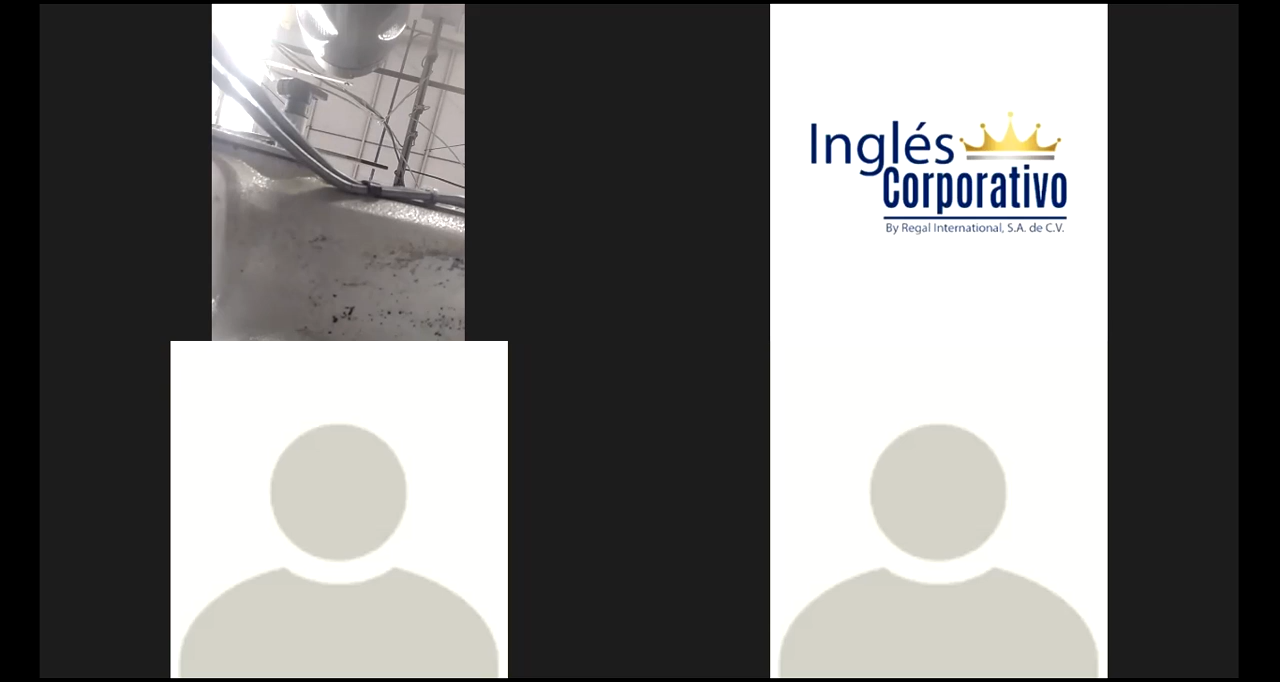 Inglés
Corporativo
By Regal International, S.A. de C.V.